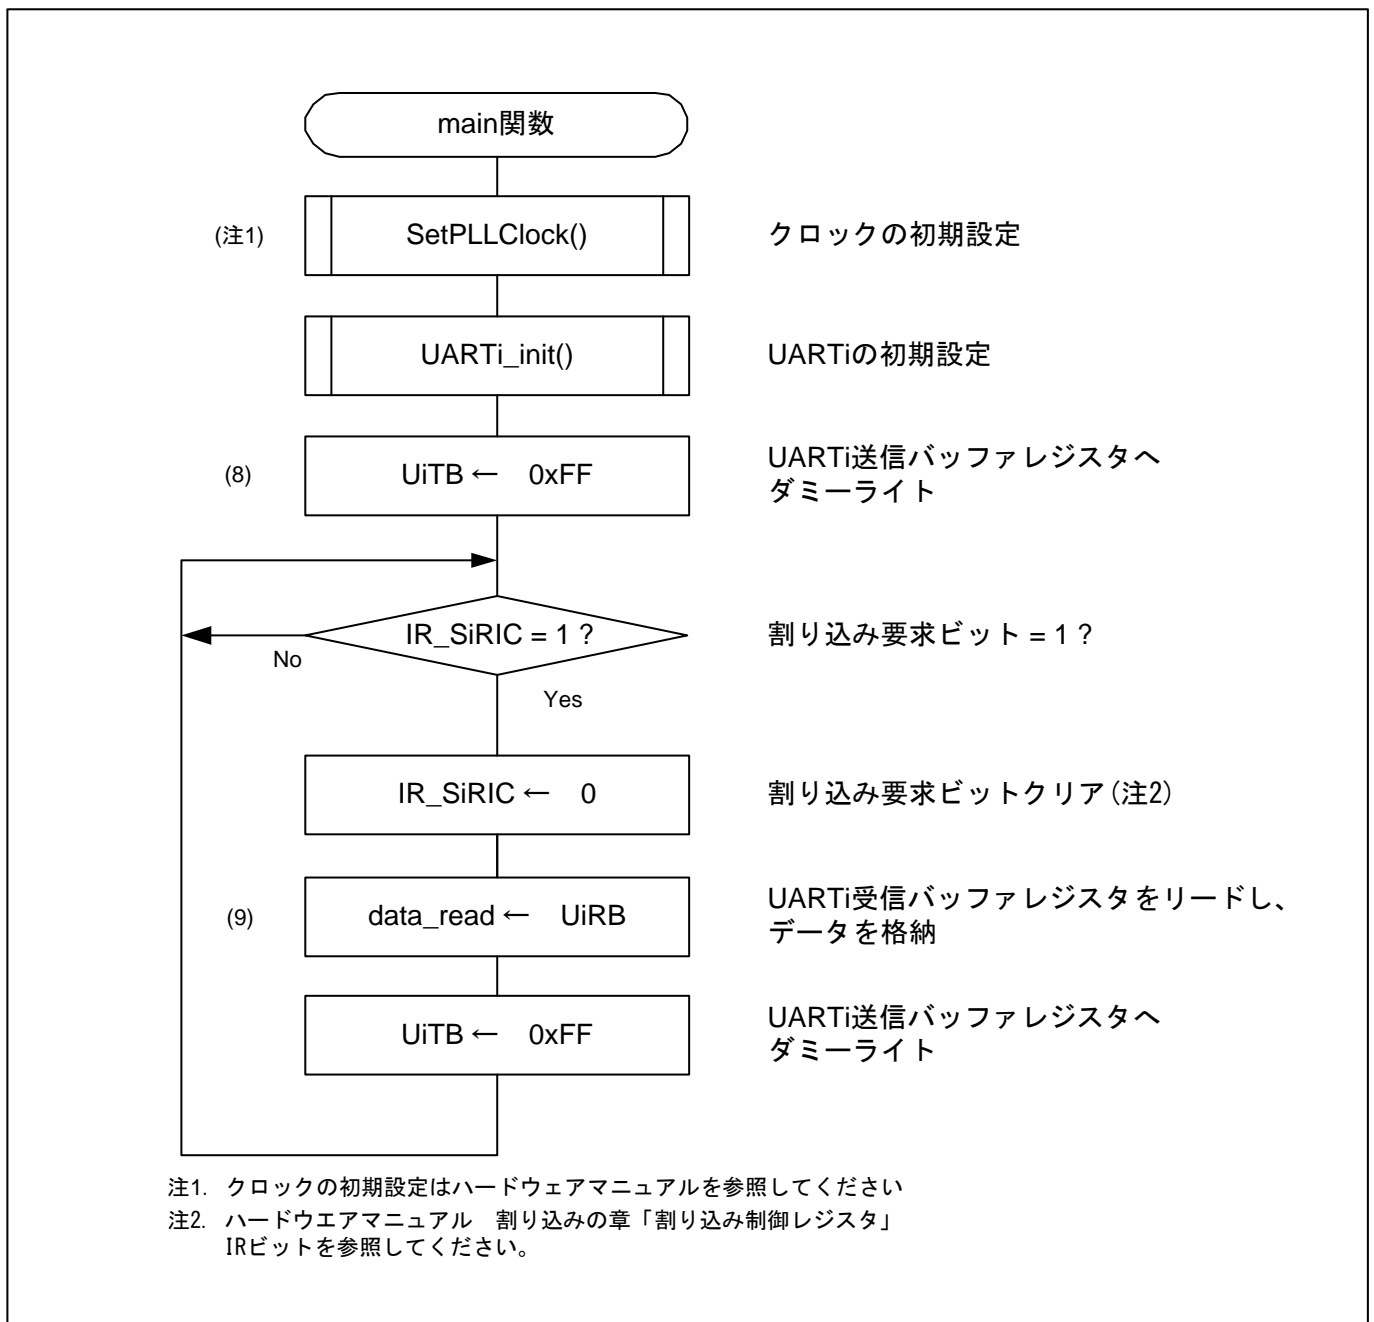 main関数
(注1)
SetPLLClock()
クロックの初期設定
UARTi_init()
UARTiの初期設定
(8)
UiTB ← 0xFF
UARTi送信バッファレジスタへ
ダミーライト
IR_SiRIC = 1 ?
割り込み要求ビット = 1 ?
No
Yes
IR_SiRIC ← 0
割り込み要求ビットクリア(注2)
(9)
data_read ← UiRB
UARTi受信バッファレジスタをリードし、
データを格納
UiTB ← 0xFF
UARTi送信バッファレジスタへ
ダミーライト
注1. クロックの初期設定はハードウェアマニュアルを参照してください
注2. ハードウエアマニュアル 割り込みの章「割り込み制御レジスタ」
IRビットを参照してください。